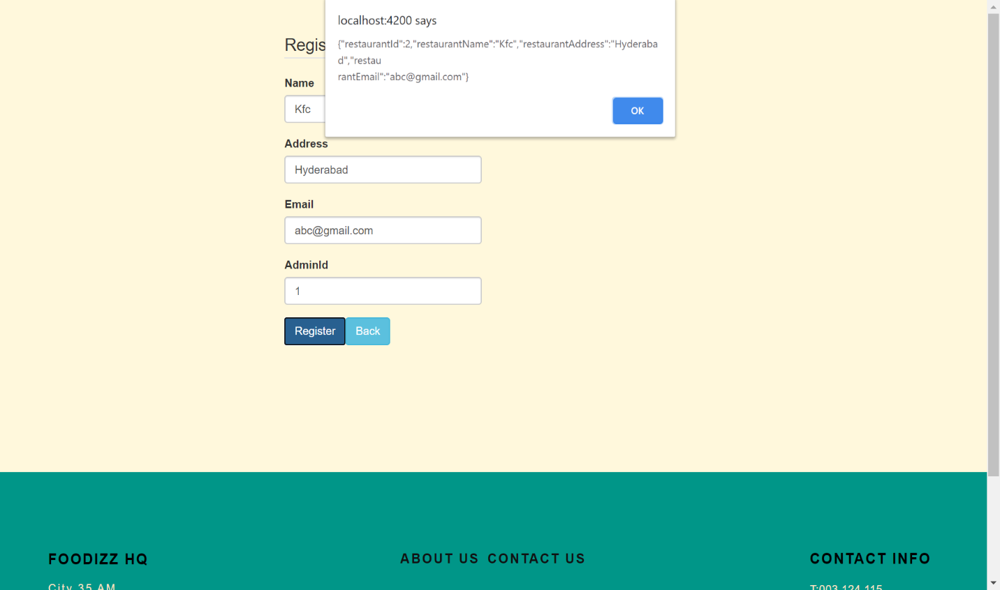 localhost:4200 says
{"restaurantId":2,"restaurantName":"Kfc","restaurantAddress":"Hyderaba
d","restau
rantEmail":"abc@gmail.com"}
OK
Regis
Name
Kfc
Address
Hyderabad
Email
abc@gmail.com
AdminId
1
Register Back
FOODIZZ HQ
ABOUT US CONTACT US
CONTACT INFO
City 35 AM
T:003 124 115